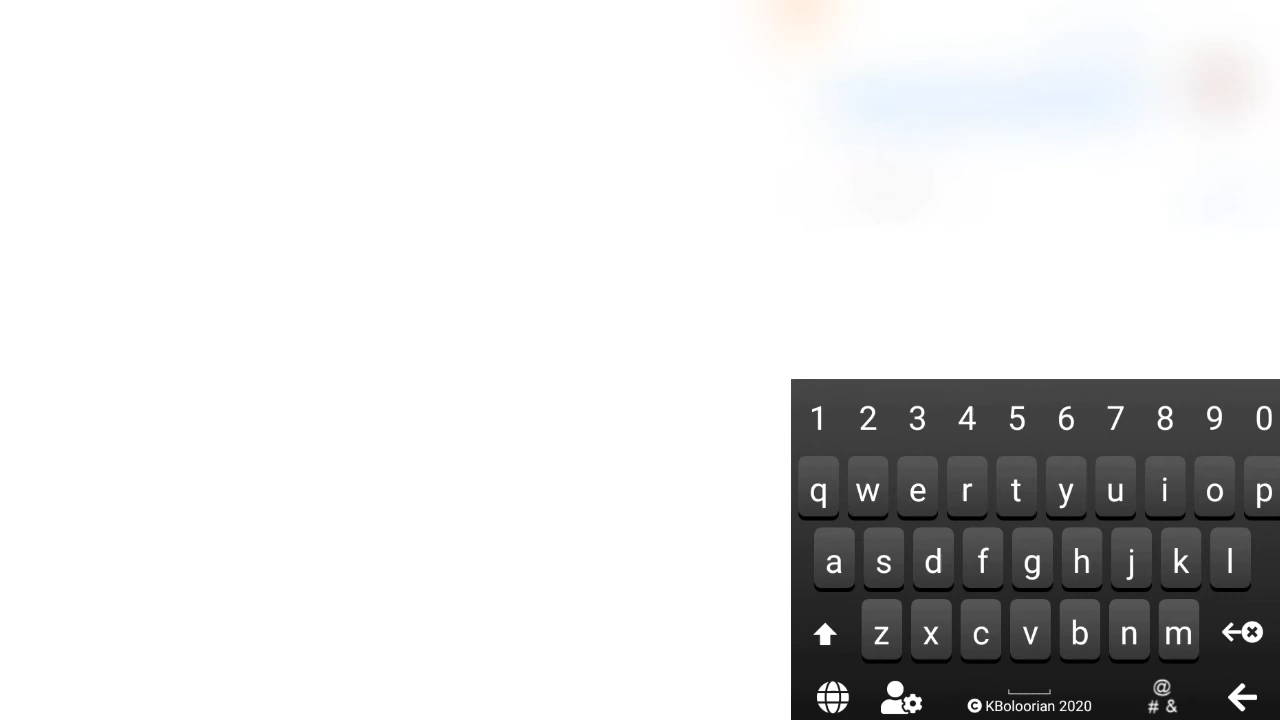 1 2 3 4 5 6 7 8 9 0
q w e r t y u i o p
a s d f g h j k l
z x c v b n m
@
# &
© KBoloorian 2020